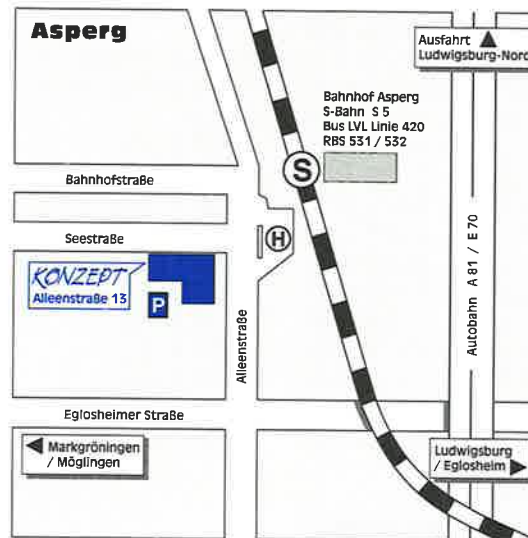 Asperg
Ausfahrt ▲
Ludwigsburg-Nord
Bahnhof Asperg
S-Bahn S 5
Bus LVL Linie 420
RBS 531 / 532
S
Bahnhofstraße
Seestraße
H
KONZEPT
Alleenstraße 13
P
Alleenstraße
Autobahn A 81 / E 70
Eglosheimer Straße
◀ Markgröningen
/ Möglingen
Ludwigsburg
/ Eglosheim ▶